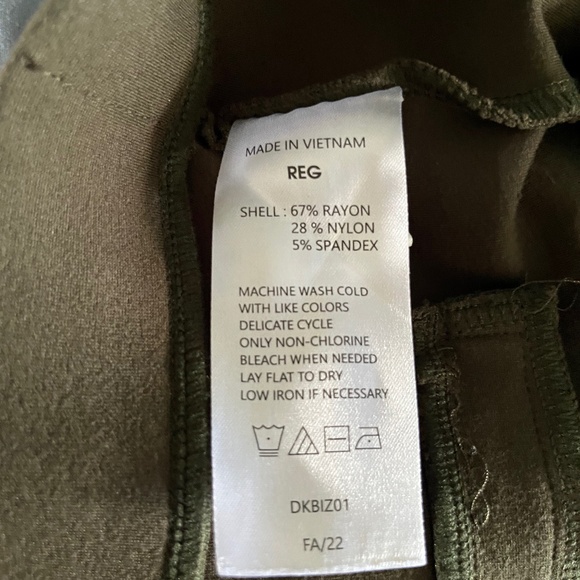 MADE IN VIETNAM
REG
SHELL : 67% RAYON
28 % NYLON
5% SPANDEX
MACHINE WASH COLD
WITH LIKE COLORS
DELICATE CYCLE
ONLY NON-CHLORINE
BLEACH WHEN NEEDED
LAY FLAT TO DRY
LOW IRON IF NECESSARY
DKBIZ01
FA/22